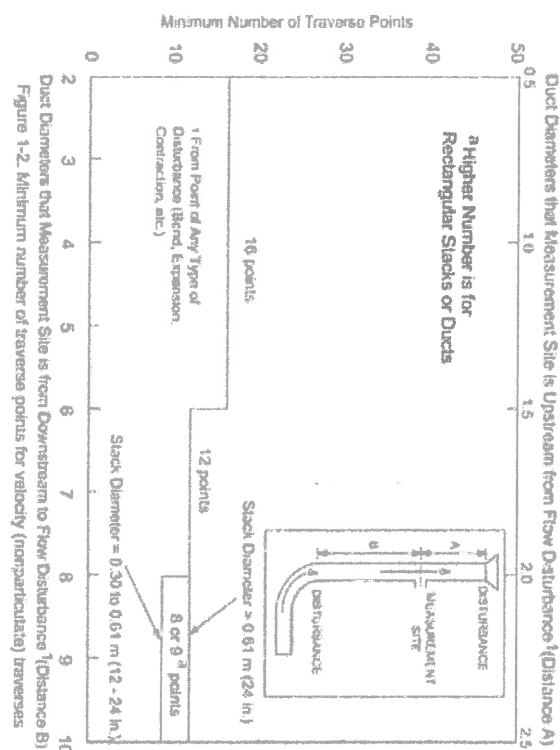 Duct Diameters that Measurement Site is Upstream from Flow Disturbance ¹(Distance A)
0.5
1.0
1.5
2.0
2.5
Minimum Number of Traverse Points
50
40
30
20
10
0
ª Higher Number is for
Rectangular Stacks or Ducts
A
B
DISTURBANCE
MEASUREMENT
SITE
DISTURBANCE
16 points
Stack Diameter > 0.61 m (24 in.)
12 points
¹ From Point of Any Type of
Disturbance (Bend, Expansion,
Contraction, etc.)
8 or 9 ª points
Stack Diameter = 0.30 to 0.61 m (12 - 24 in.)
2
3
4
5
6
7
8
9
10
Duct Diameters that Measurement Site is from Downstream to Flow Disturbance ¹(Distance B)
Figure 1-2. Minimum number of traverse points for velocity (nonparticulate) traverses